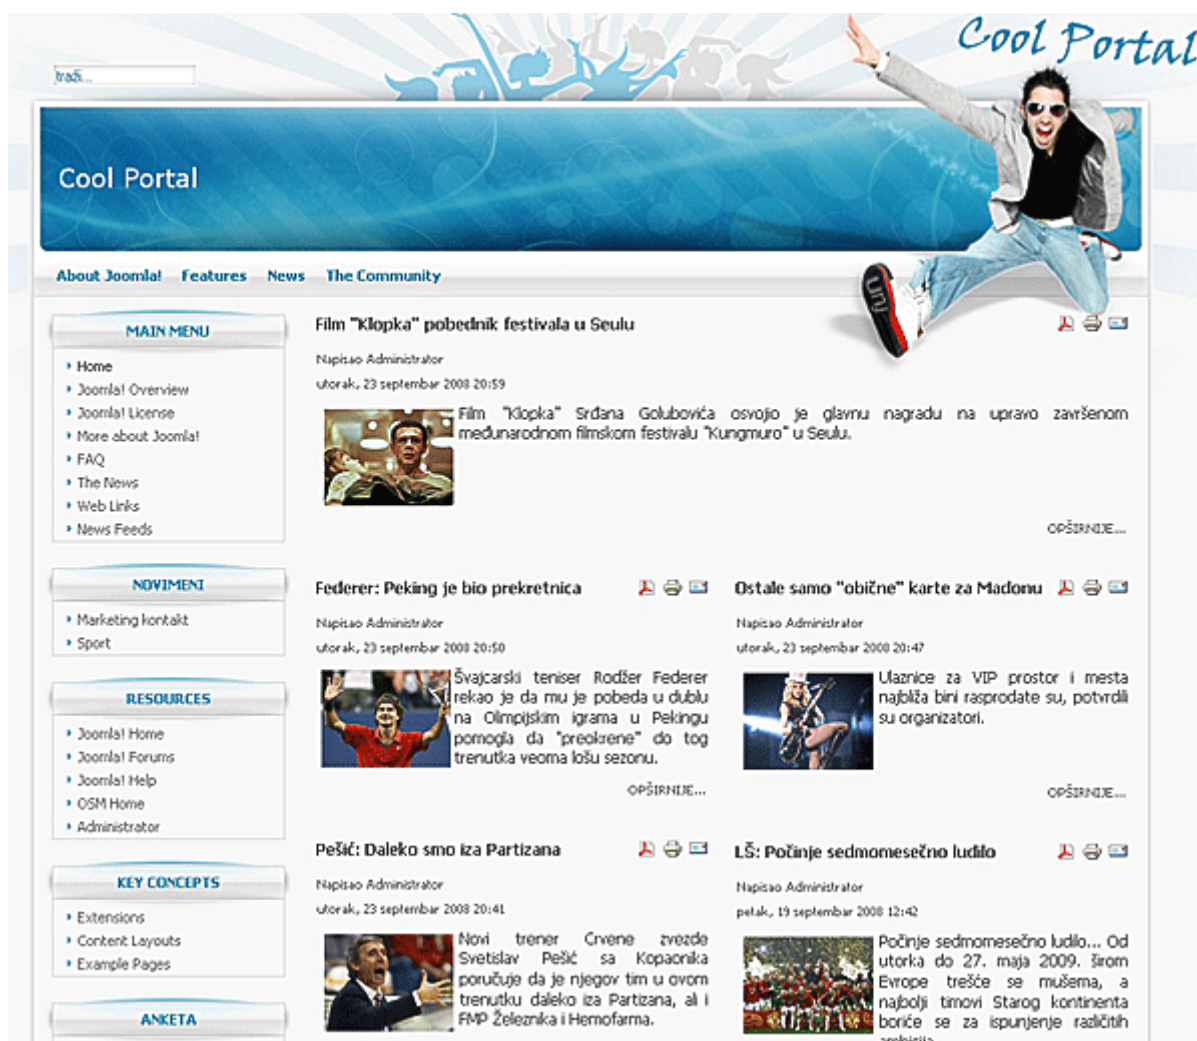 Cool Portal
traži...
Cool Portal
About Joomla! Features News The Community
MAIN MENU
Home
Joomla! Overview
Joomla! License
More about Joomla!
FAQ
The News
Web Links
News Feeds
NOVIMENI
Marketing kontakt
Sport
RESOURCES
Joomla! Home
Joomla! Forums
Joomla! Help
OSM Home
Administrator
KEY CONCEPTS
Extensions
Content Layouts
Example Pages
ANKETA
Film "Klopka" pobednik festivala u Seulu
Napisao Administrator
utorak, 23 septembar 2008 20:59
Film "Klopka" Srđana Golubovića osvojio je glavnu nagradu na upravo završenom
međunarodnom filmskom festivalu "Kungmuro" u Seulu.
OPŠIRNIJE...
Federer: Peking je bio prekretnica
Napisao Administrator
utorak, 23 septembar 2008 20:50
Švajcarski teniser Rodžer Federer
rekao je da mu je pobeda u dublu
na Olimpijskim igrama u Pekingu
pomogla da "preokrene" do tog
trenutka veoma lošu sezonu.
OPŠIRNIJE...
Ostale samo "obične" karte za Madonu
Napisao Administrator
utorak, 23 septembar 2008 20:47
Ulaznice za VIP prostor i mesta
najbliža bini rasprodate su, potvrdili
su organizatori.
OPŠIRNIJE...
Pešić: Daleko smo iza Partizana
Napisao Administrator
utorak, 23 septembar 2008 20:41
Novi trener Crvene zvezde
Svetislav Pešić sa Kopaonika
poručuje da je njegov tim u ovom
trenutku daleko iza Partizana, ali i
FMP Železnika i Hemofarma.
LŠ: Počinje sedmomesečno ludilo
Napisao Administrator
petak, 19 septembar 2008 12:42
Počinje sedmomesečno ludilo... Od
utorka do 27. maja 2009. širom
Evrope trešće se mušema, a
najbolji timovi Starog kontinenta
boriće se za ispunjenje različitih